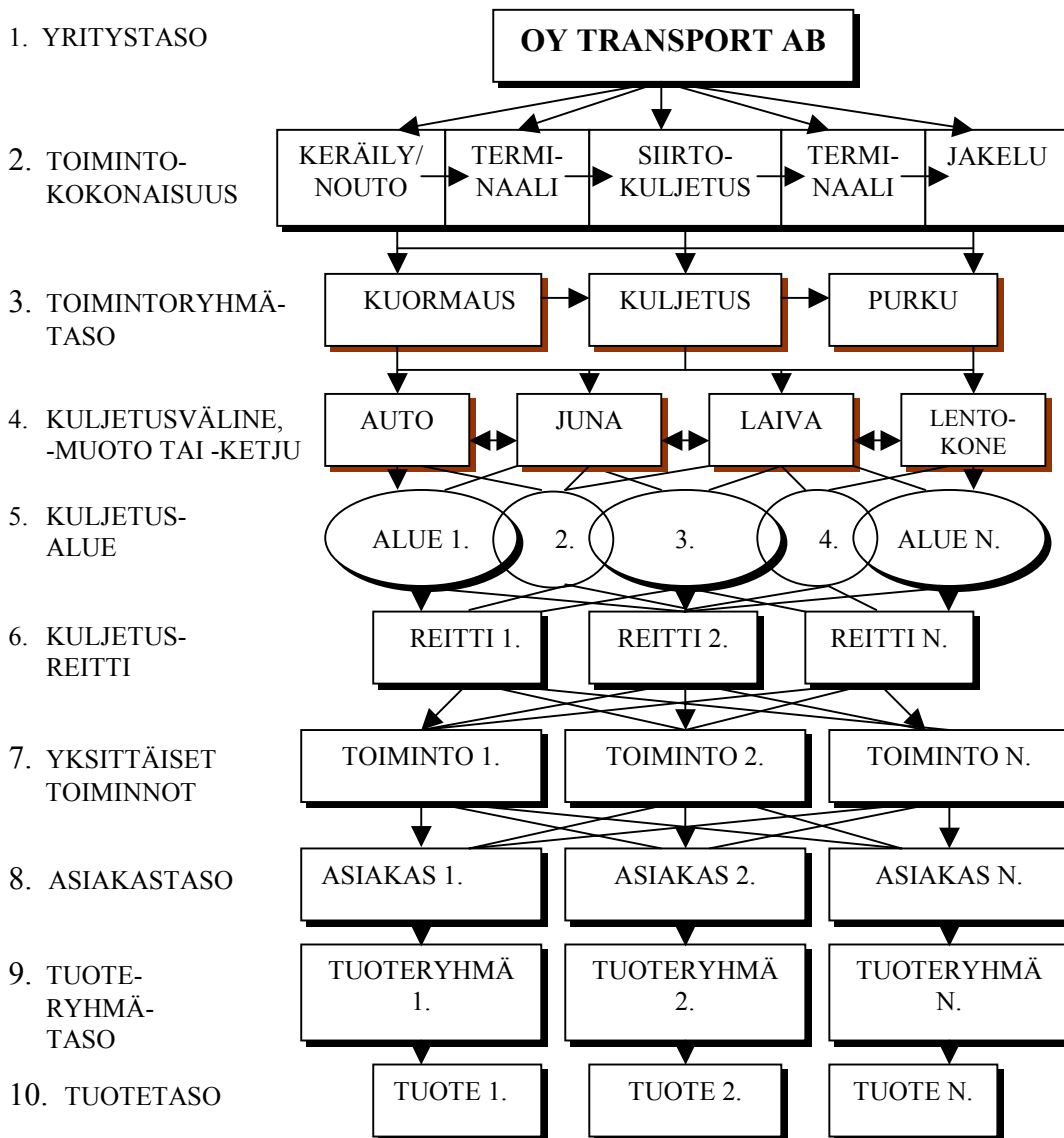 1. YRITYSTASO
OY TRANSPORT AB
2. TOIMINTO-
KOKONAISUUS
KERÄILY/
NOUTO
TERMI-
NAALI
SIIRTO-
KULJETUS
TERMI-
NAALI
JAKELU
3. TOIMINTORYHMÄ-
TASO
KUORMAUS
KULJETUS
PURKU
4. KULJETUSVÄLINE,
-MUOTO TAI -KETJU
AUTO
JUNA
LAIVA
LENTO-
KONE
5. KULJETUS-
ALUE
ALUE 1.
2.
3.
4.
ALUE N.
6. KULJETUS-
REITTI
REITTI 1.
REITTI 2.
REITTI N.
7. YKSITTÄISET
TOIMINNOT
TOIMINTO 1.
TOIMINTO 2.
TOIMINTO N.
8. ASIAKASTASO
ASIAKAS 1.
ASIAKAS 2.
ASIAKAS N.
9. TUOTE-
RYHMÄ-
TASO
TUOTERYHMÄ
1.
TUOTERYHMÄ
2.
TUOTERYHMÄ
N.
10. TUOTETASO
TUOTE 1.
TUOTE 2.
TUOTE N.